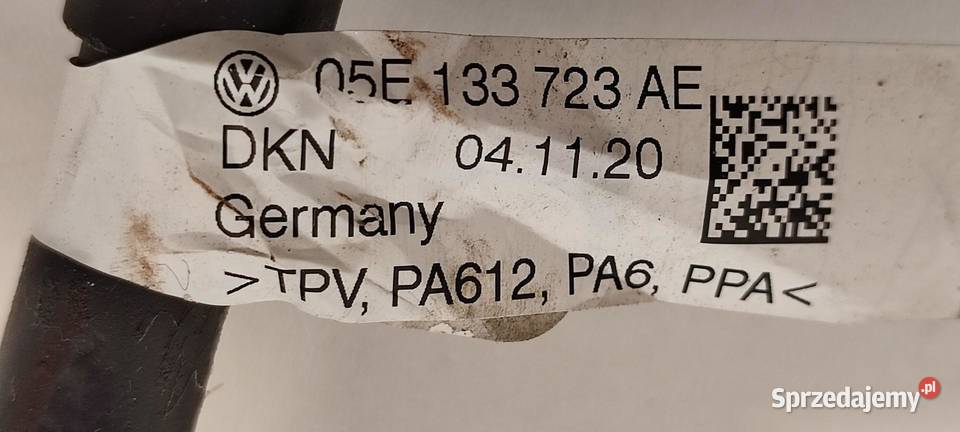 05E 133 723 AE
DKN 04.11.20
Germany
>TPV, PA612, PA6, PPA<
Sprzedajemy.pl